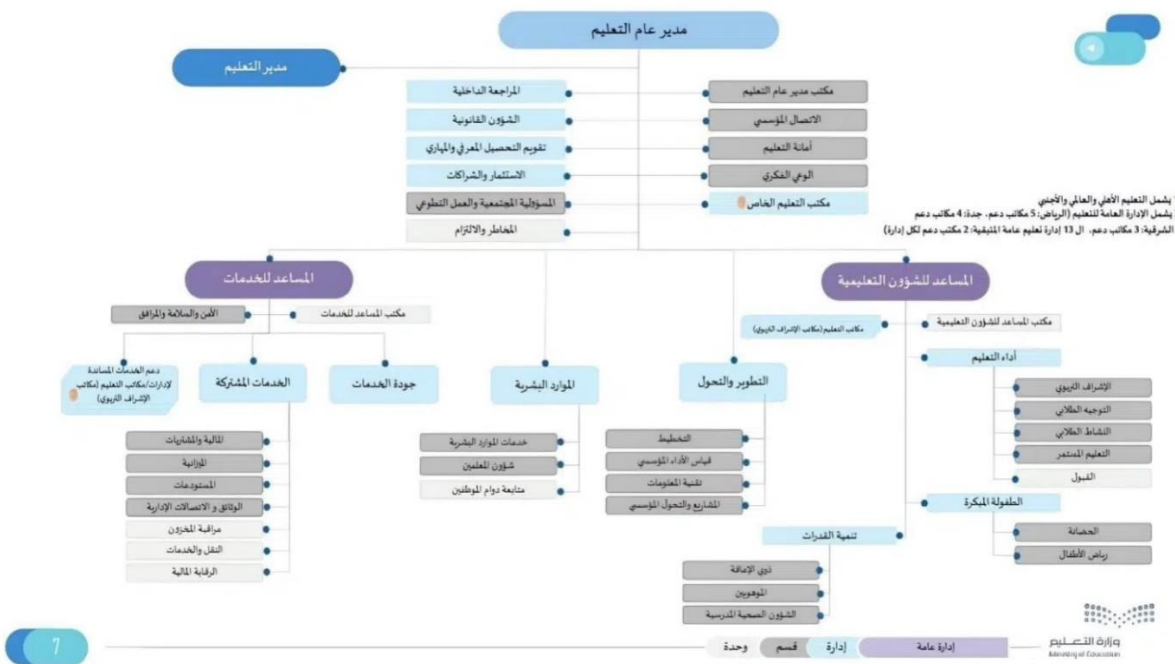 مدير عام التعليم
مدير التعليم
المراجعة الداخلية
مكتب مدير عام التعليم
الشؤون القانونية
الاتصال المؤسسي
تقويم التحصيل المعرفي والمهاري
أمانة التعليم
الاستثمار والشراكات
الوعي الفكري
المسؤولية المجتمعية والعمل التطوعي
مكتب التعليم الخاص
المخاطر والالتزام
يشمل التعليم الأهلي والعالمي والأجنبي
يشمل الإدارة العامة للتعليم (الرياض: 5 مكاتب دعم، جدة: 4 مكاتب دعم
الشرقية: 3 مكاتب دعم، ال 13 إدارة تعليم عامة المتبقية: 2 مكتب دعم لكل إدارة)
المساعد للشؤون التعليمية
المساعد للخدمات
مكتب المساعد للشؤون التعليمية
مكاتب التعليم (مكاتب الإشراف التربوي)
مكتب المساعد للخدمات
الأمن والسلامة والمرافق
أداء التعليم
الإشراف التربوي
التوجيه الطلابي
النشاط الطلابي
التعليم المستمر
القبول
الطفولة المبكرة
الحضانة
رياض الأطفال
تنمية القدرات
ذوي الإعاقة
الموهوبين
الشؤون الصحية المدرسية
التطوير والتحول
التخطيط
قياس الأداء المؤسسي
تقنية المعلومات
المشاريع والتحول المؤسسي
الموارد البشرية
خدمات الموارد البشرية
شؤون المعلمين
متابعة دوام الموظفين
جودة الخدمات
الخدمات المشتركة
المالية والمشتريات
الميزانية
المستودعات
الوثائق و الاتصالات الإدارية
مراقبة المخزون
النقل والخدمات
الرقابة المالية
دعم الخدمات المساندة
لإدارات/مكاتب التعليم (مكاتب
الإشراف التربوي)
إدارة عامة
إدارة
قسم
وحدة
وزارة التعليم
Ministry of Education
7